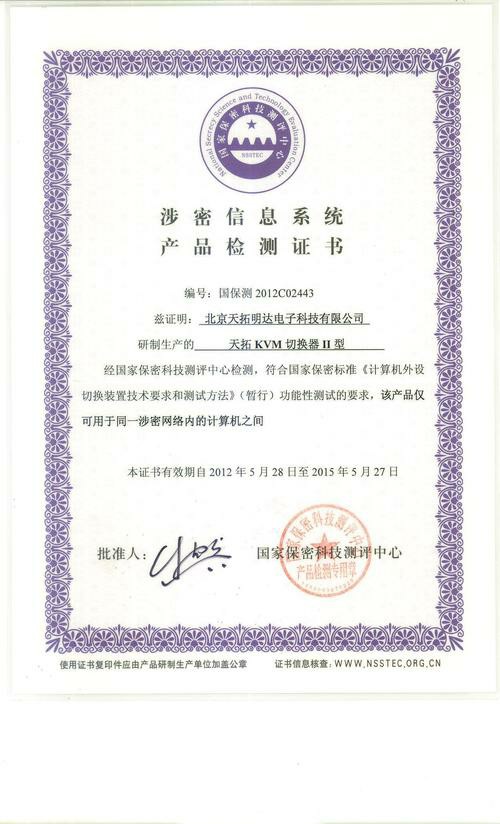 National Secrecy Science and Technology Evaluation Center
国家保密科技测评中心
NSSTEC
涉密信息系统
产品检测证书
编号：国保测 2012C02443
兹证明：北京天拓明达电子科技有限公司
研制生产的 天拓 KVM 切换器 II 型
经国家保密科技测评中心检测，符合国家保密标准《计算机外设
切换装置技术要求和测试方法》（暂行）功能性测试的要求，该产品仅
可用于同一涉密网络内的计算机之间
本证书有效期自 2012 年 5 月 28 日至 2015 年 5 月 27 日
批准人：
国家保密科技测评中心
国家保密科技测评中心
产品检测专用章
使用证书复印件应由产品研制生产单位加盖公章
证书信息核查：WWW.NSSTEC.ORG.CN